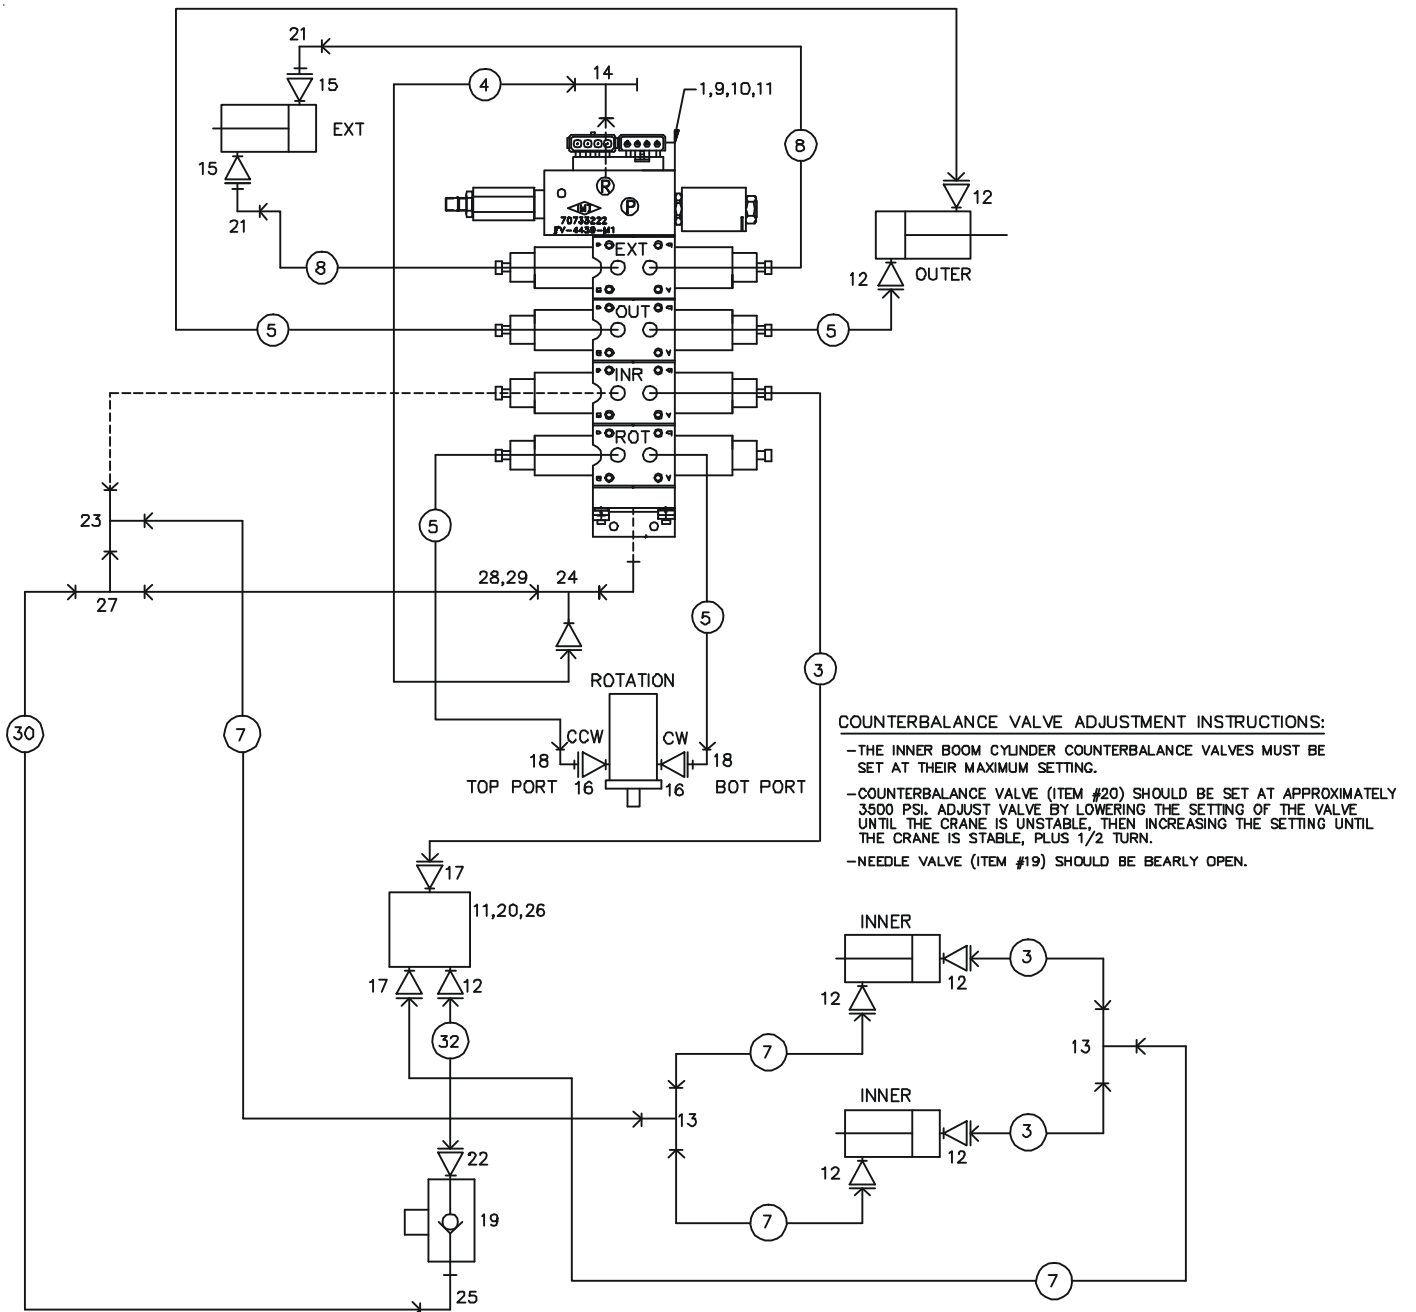 21
15
EXT
15
21
8
4
14
1,9,10,11
8
12
12
OUTER
R
P
IMT
70733222
EXT
OUT
5
5
INR
ROT
5
23
27
28,29
24
5
3
30
7
ROTATION
CCW
CW
18
18
TOP PORT
16
16
BOT PORT
COUNTERBALANCE VALVE ADJUSTMENT INSTRUCTIONS:
-THE INNER BOOM CYLINDER COUNTERBALANCE VALVES MUST BE
SET AT THEIR MAXIMUM SETTING.
-COUNTERBALANCE VALVE (ITEM #20) SHOULD BE SET AT APPROXIMATELY
3500 PSI. ADJUST VALVE BY LOWERING THE SETTING OF THE VALVE
UNTIL THE CRANE IS UNSTABLE, THEN INCREASING THE SETTING UNTIL
THE CRANE IS STABLE, PLUS 1/2 TURN.
-NEEDLE VALVE (ITEM #19) SHOULD BE BEARLY OPEN.
17
11,20,26
17
12
32
INNER
3
12
12
7
13
13
INNER
3
12
12
7
22
19
25
7